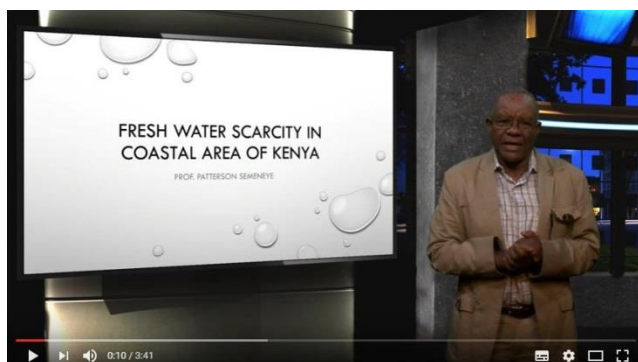 FRESH WATER SCARCITY IN
COASTAL AREA OF KENYA
PROF. PATTERSON SEMENEYE
0:10 / 3:41